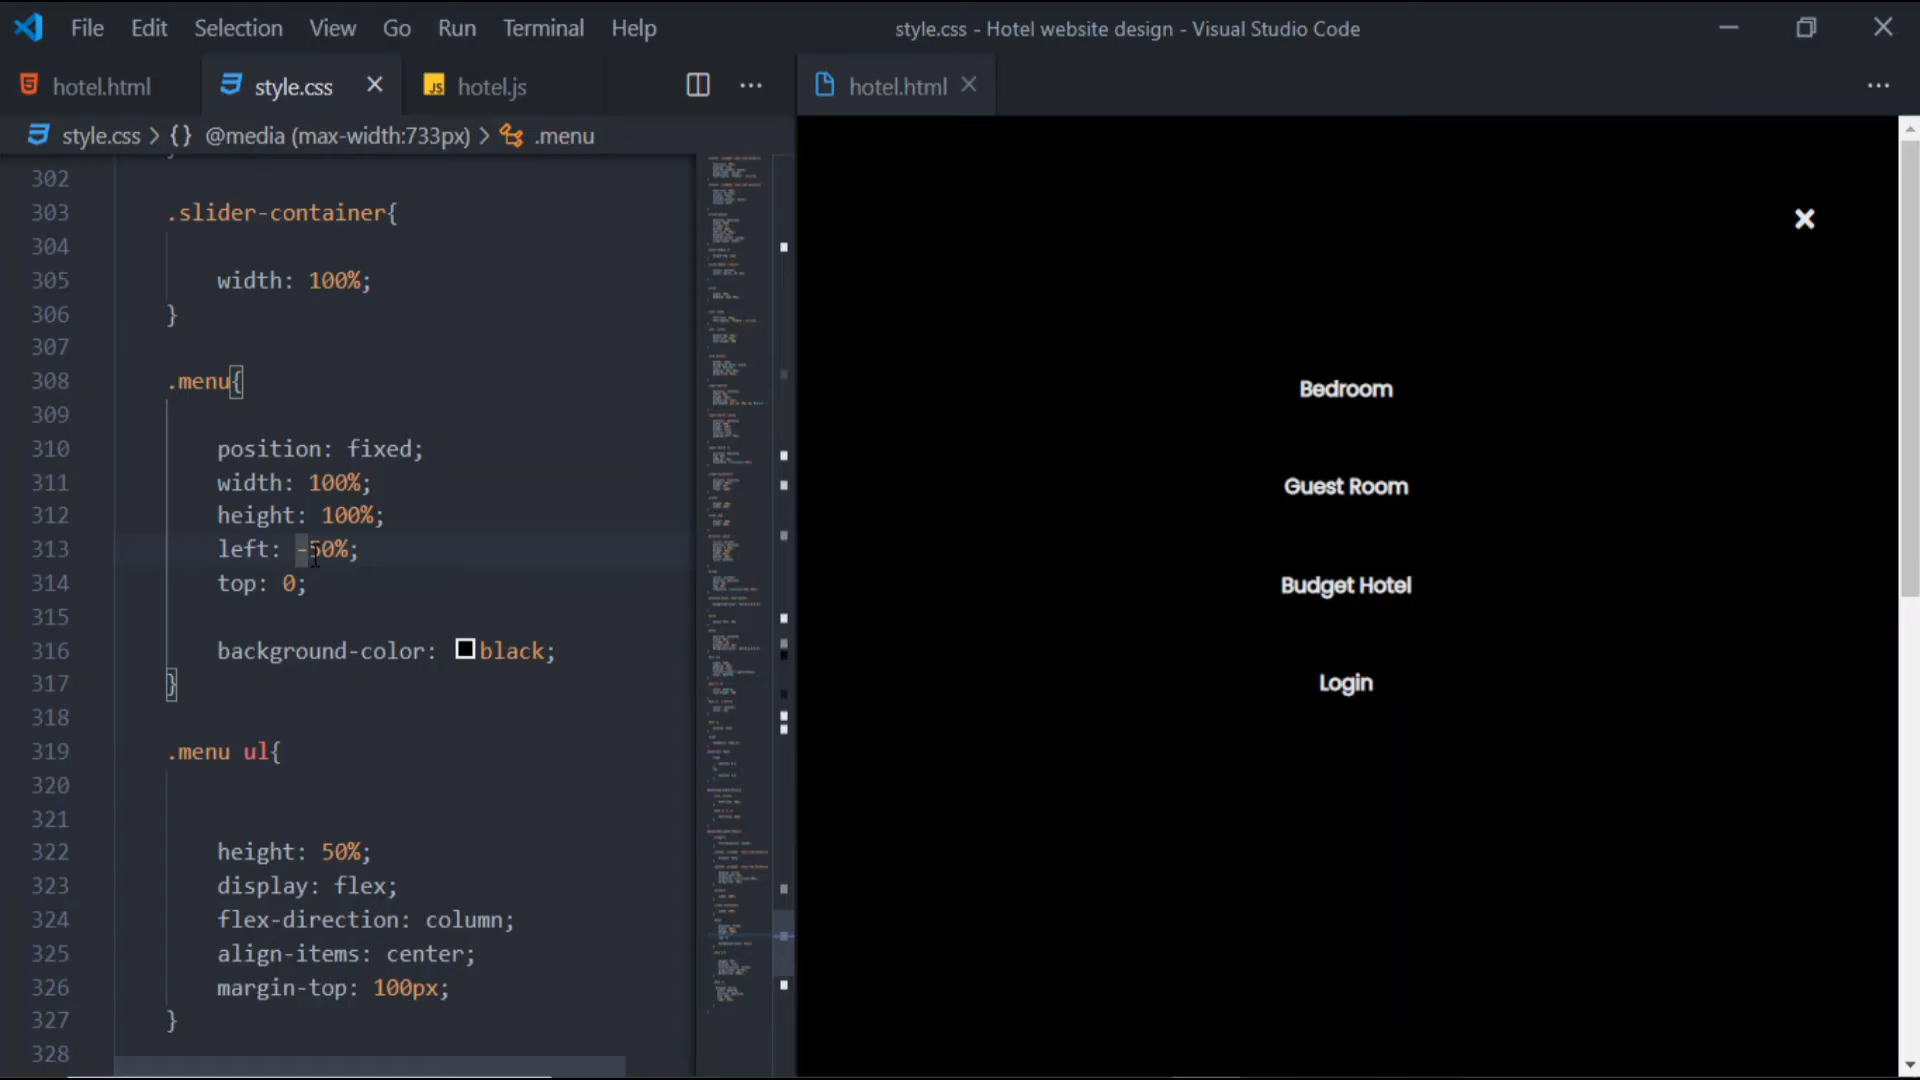 File Edit Selection View Go Run Terminal Help
style.css - Hotel website design - Visual Studio Code
hotel.html
style.css
JS hotel.js
hotel.html
style.css > {} @media (max-width:733px) > .menu
302
303 .slider-container{
304
305 width: 100%;
306 }
307
308 .menu{
309
310 position: fixed;
311 width: 100%;
312 height: 100%;
313 left: -50%;
314 top: 0;
315
316 background-color: black;
317 }
318
319 .menu ul{
320
321
322 height: 50%;
323 display: flex;
324 flex-direction: column;
325 align-items: center;
326 margin-top: 100px;
327 }
328
Bedroom
Guest Room
Budget Hotel
Login